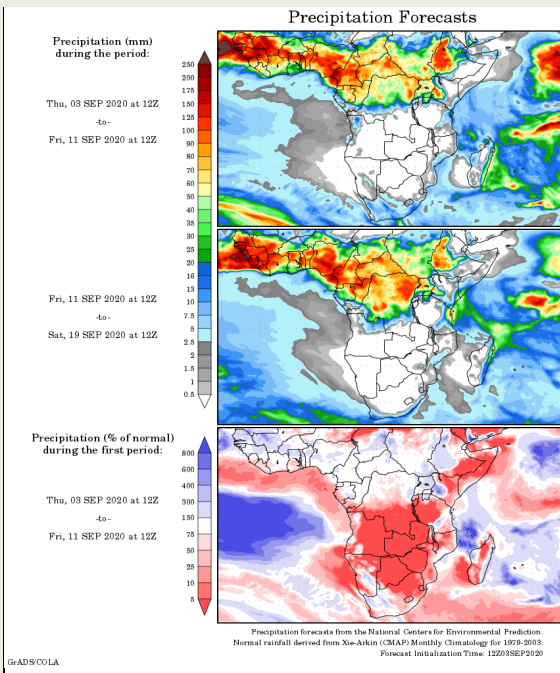 Precipitation Forecasts
Precipitation (mm)
during the period:
Thu, 03 SEP 2020 at 12Z
-to-
Fri, 11 SEP 2020 at 12Z
250
200
175
150
125
100
90
80
70
60
50
40
35
30
25
20
16
13
10
7.5
5
2.5
2
1.5
1
0.5
Fri, 11 SEP 2020 at 12Z
-to-
Sat, 19 SEP 2020 at 12Z
Precipitation (% of normal)
during the first period:
Thu, 03 SEP 2020 at 12Z
-to-
Fri, 11 SEP 2020 at 12Z
800
600
400
300
150
75
50
25
10
5
Precipitation forecasts from the National Centers for Environmental Prediction.
Normal rainfall derived from Xie-Arkin (CMAP) Monthly Climatology for 1979-2003.
Forecast Initialization Time: 12Z03SEP2020
GrADS/COLA